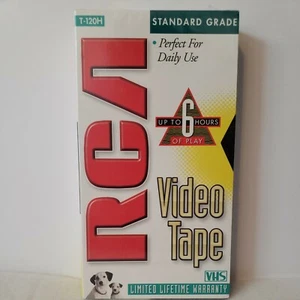 T-120H
STANDARD GRADE
• Perfect For
Daily Use
RCA
UP TO 6 HOURS
OF PLAY
Video
Tape
VHS
LIMITED LIFETIME WARRANTY